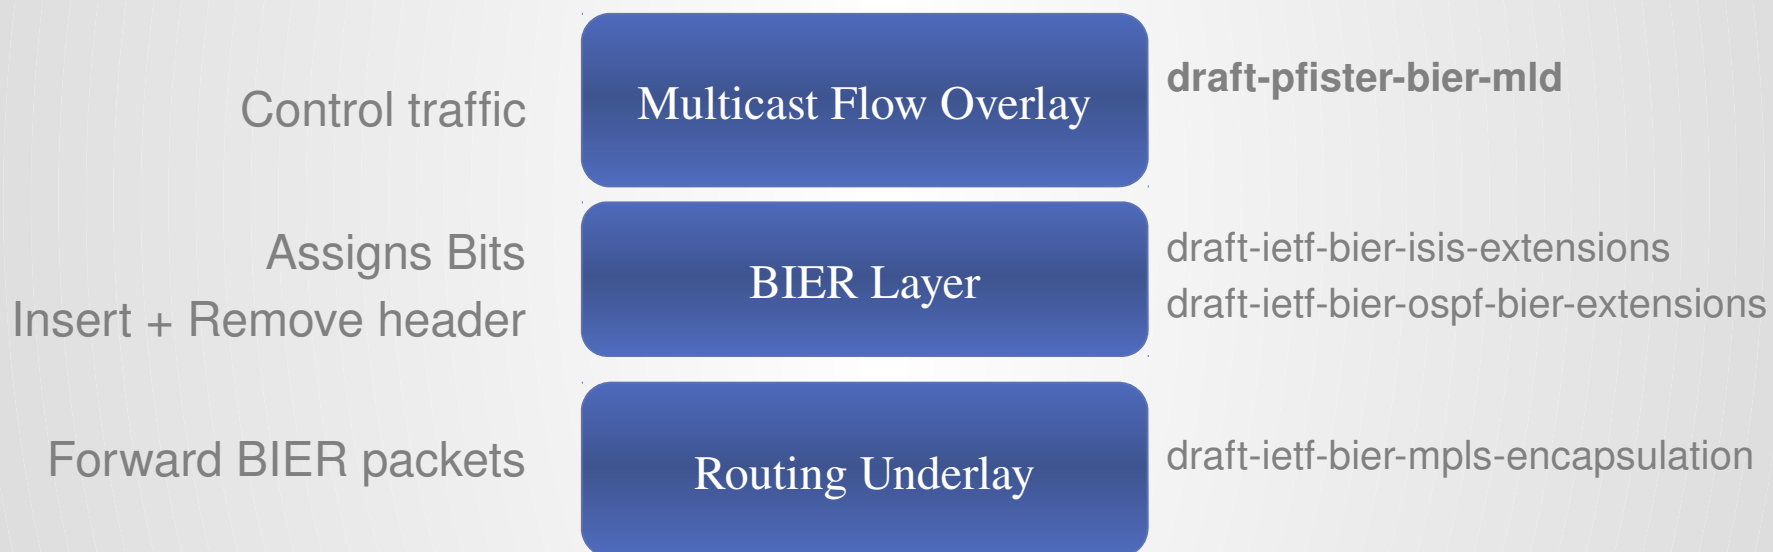 Control traffic
Multicast Flow Overlay
draft-pfister-bier-mld
Assigns Bits
Insert + Remove header
BIER Layer
draft-ietf-bier-isis-extensions
draft-ietf-bier-ospf-bier-extensions
Forward BIER packets
Routing Underlay
draft-ietf-bier-mpls-encapsulation